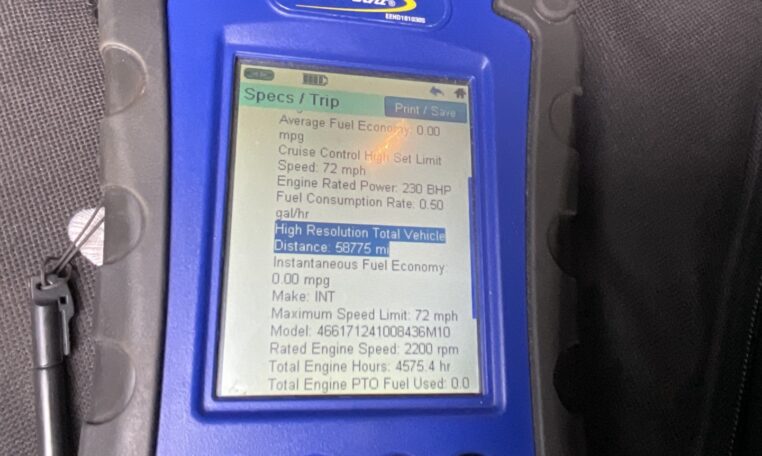 EEHD181030S
Specs / Trip
Print / Save
Average Fuel Economy: 0.00
mpg
Cruise Control High Set Limit
Speed: 72 mph
Engine Rated Power: 230 BHP
Fuel Consumption Rate: 0.50
gal/hr
High Resolution Total Vehicle
Distance: 58775 mi
Instantaneous Fuel Economy:
0.00 mpg
Make: INT
Maximum Speed Limit: 72 mph
Model: 466171241008436M10
Rated Engine Speed: 2200 rpm
Total Engine Hours: 4575.4 hr
Total Engine PTO Fuel Used: 0.0